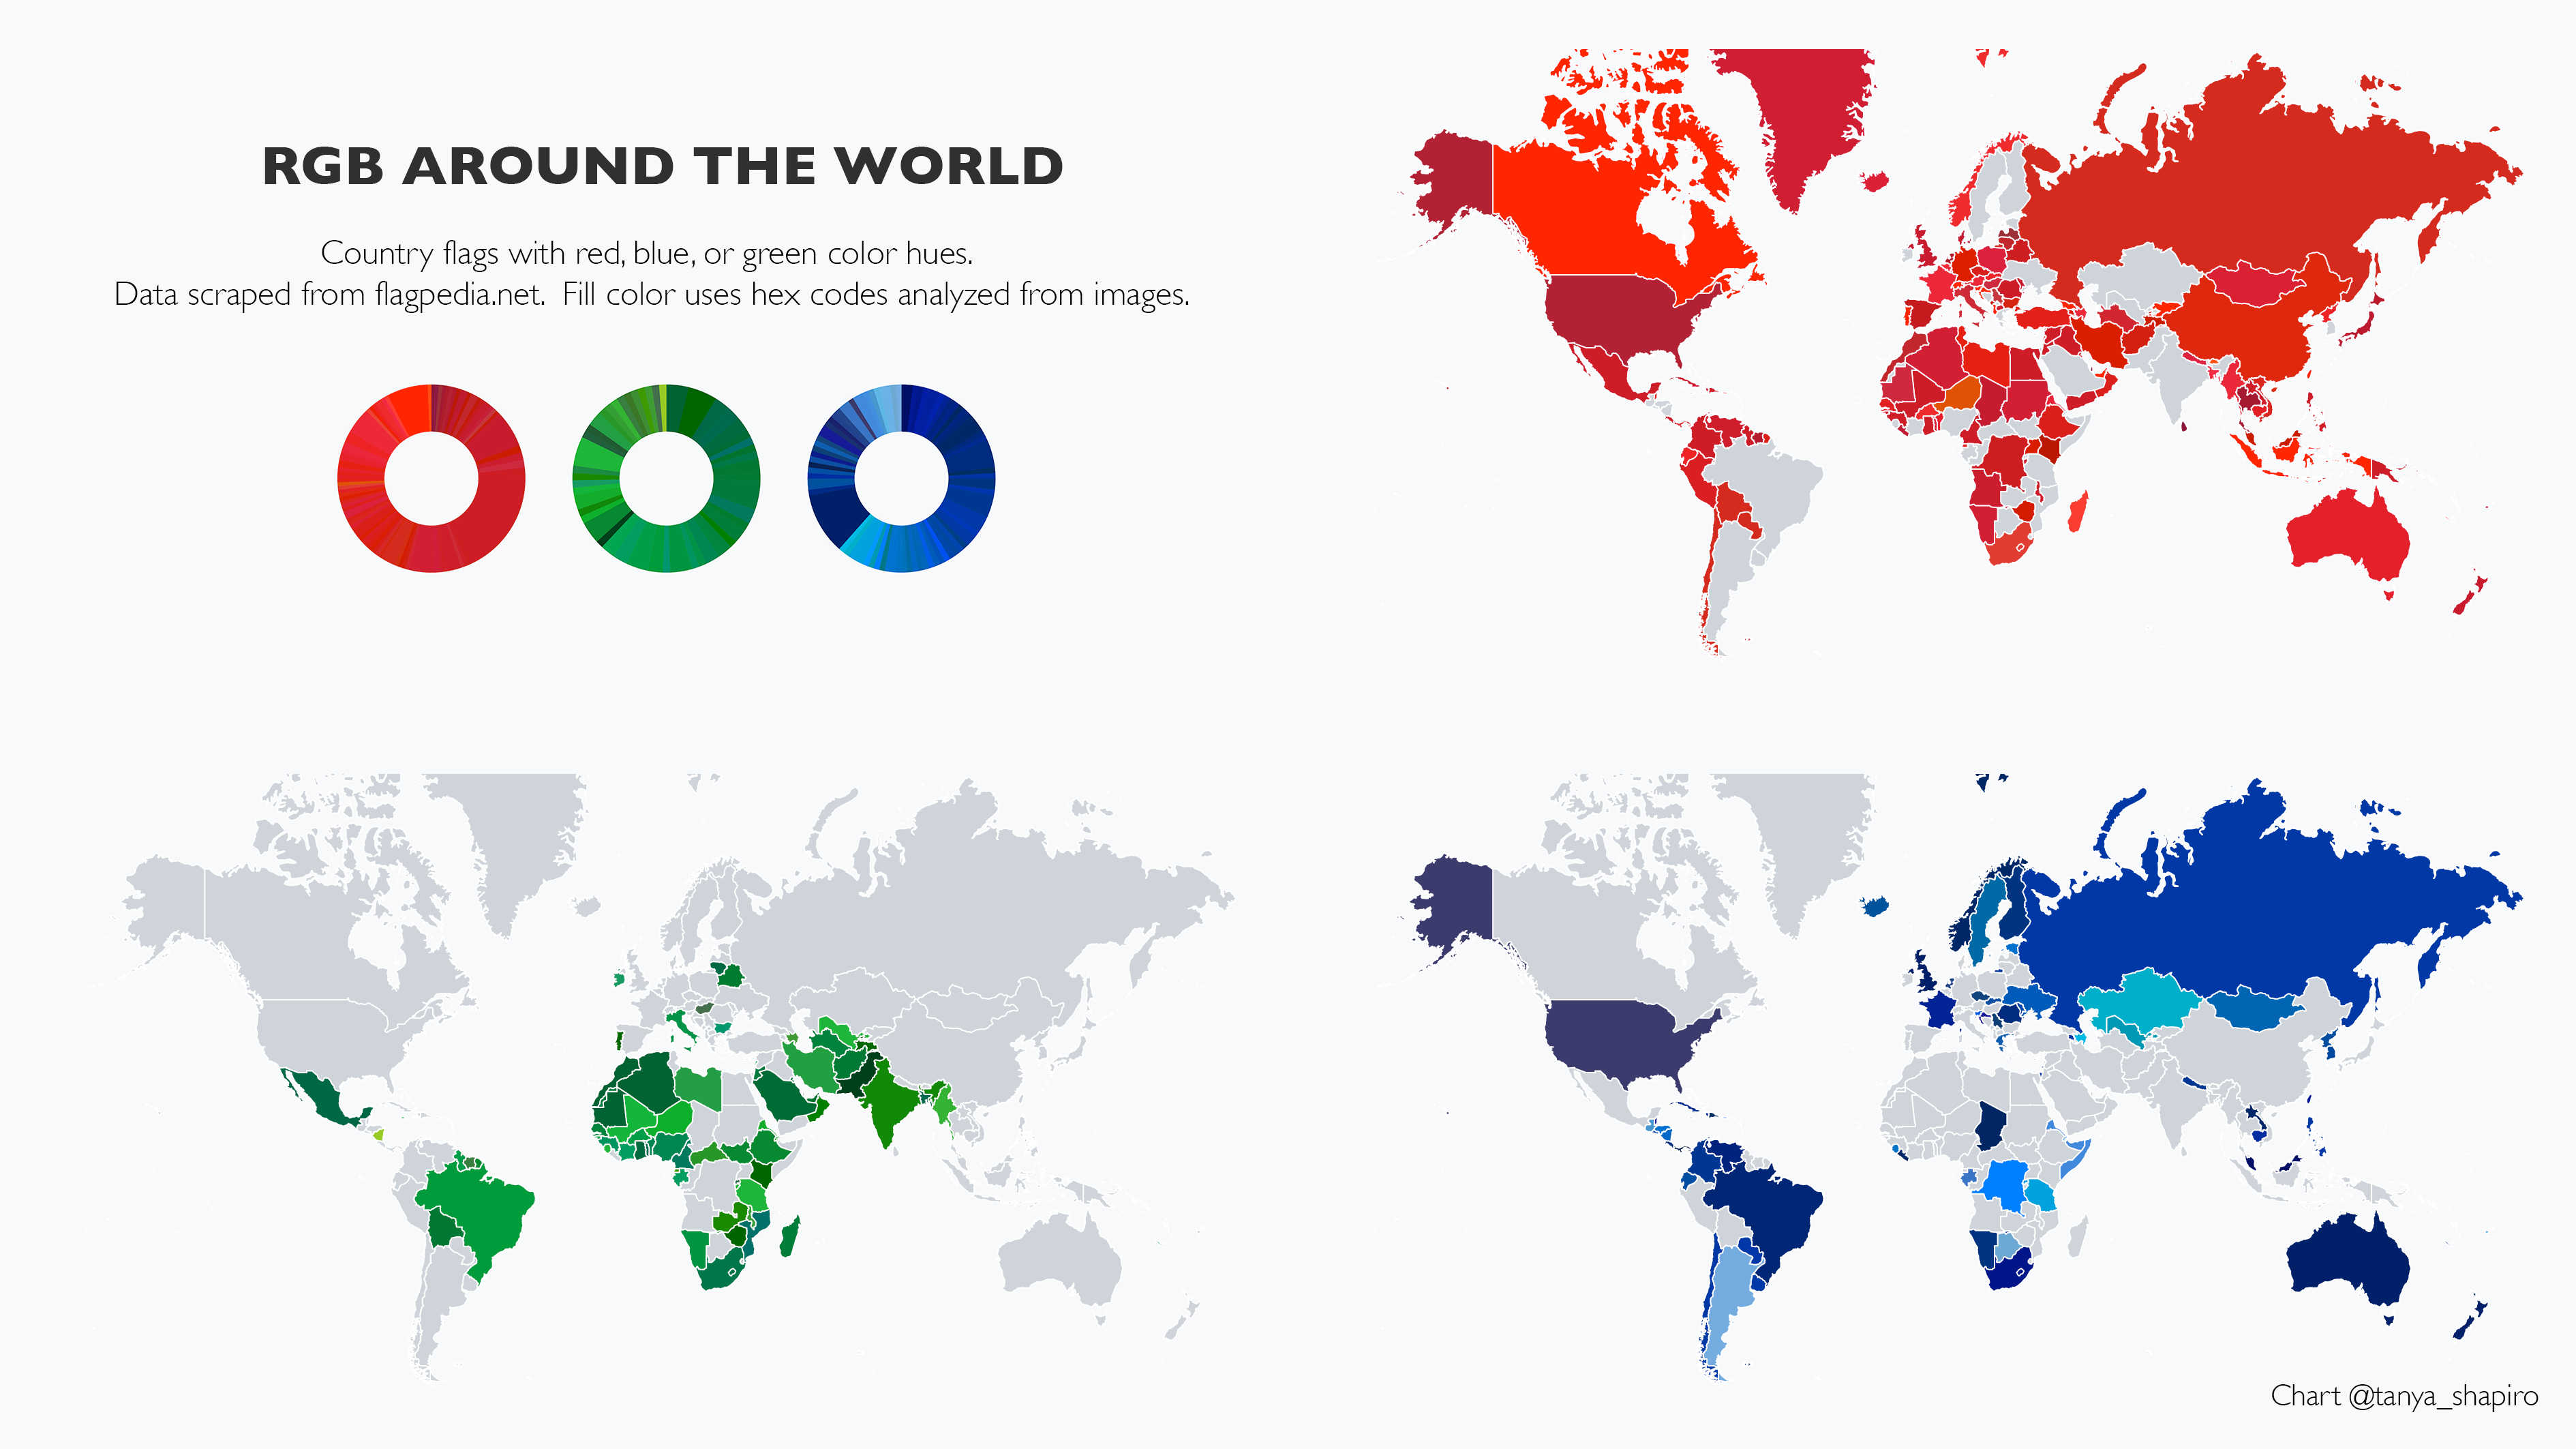 RGB AROUND THE WORLD
Country flags with red, blue, or green color hues.
Data scraped from flagpedia.net.  Fill color uses hex codes analyzed from images.
Chart @tanya_shapiro